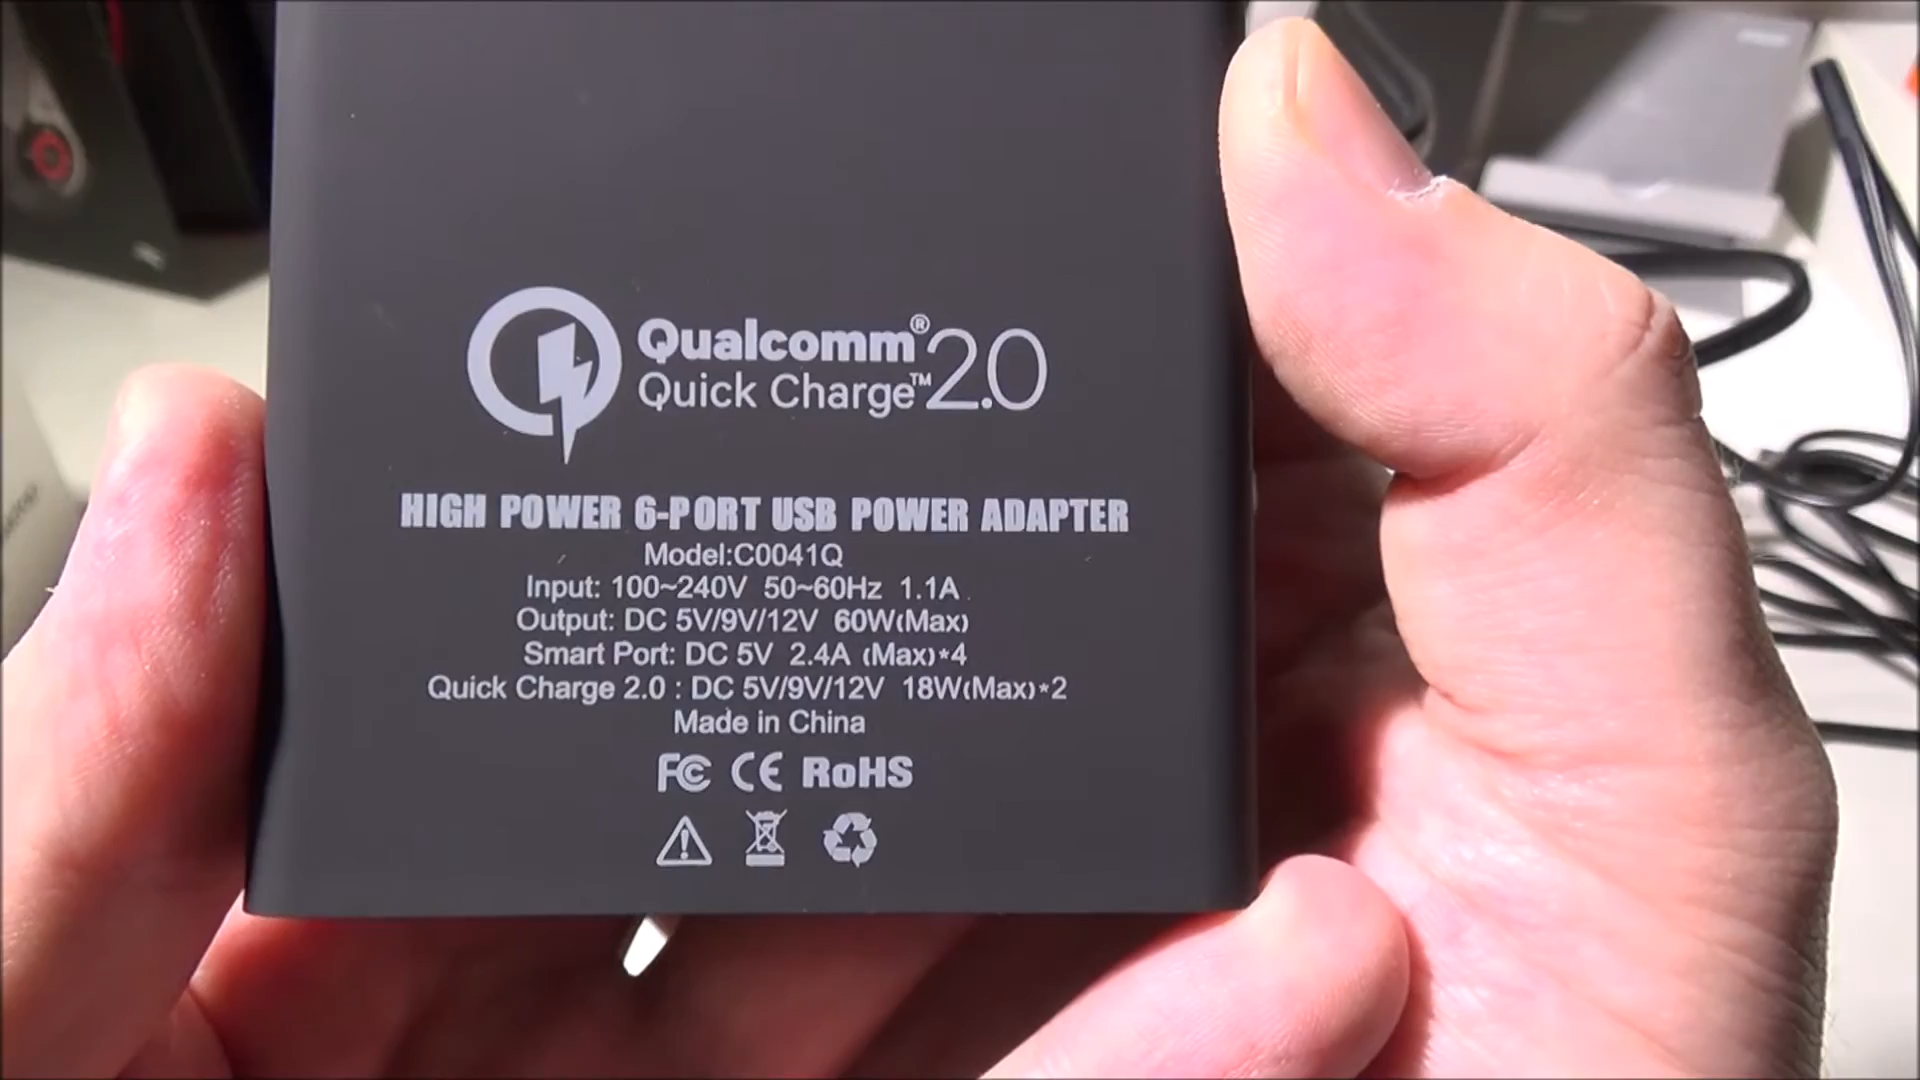 Qualcomm® 2.0
Quick Charge™
HIGH POWER 6-PORT USB POWER ADAPTER
Model:C0041Q
Input: 100~240V 50~60Hz 1.1A
Output: DC 5V/9V/12V 60W(Max)
Smart Port: DC 5V 2.4A (Max)*4
Quick Charge 2.0 : DC 5V/9V/12V 18W(Max)*2
Made in China
FC CE RoHS